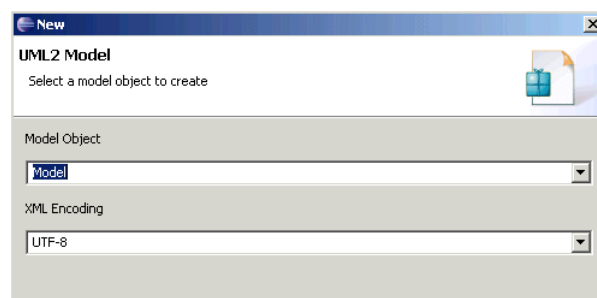 New
UML2 Model
Select a model object to create
Model Object
Model
XML Encoding
UTF-8